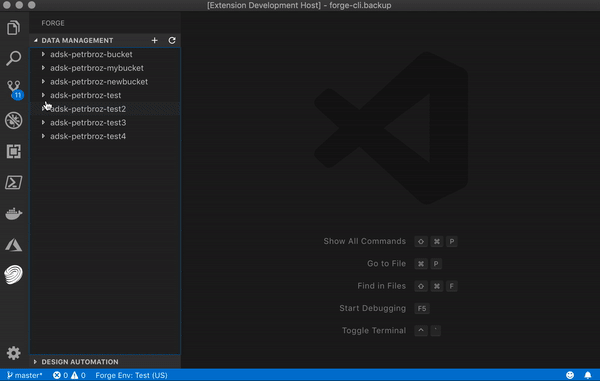 [Extension Development Host] - forge-cli.backup
FORGE
DATA MANAGEMENT
adsk-petrbroz-bucket
adsk-petrbroz-mybucket
adsk-petrbroz-newbucket
adsk-petrbroz-test
adsk-petrbroz-test2
adsk-petrbroz-test3
adsk-petrbroz-test4
11
Show All Commands ⇧ ⌘ P
Go to File ⌘ P
Find in Files ⇧ ⌘ F
Start Debugging F5
Toggle Terminal ^ `
DESIGN AUTOMATION
master* 0 0 Forge Env: Test (US)